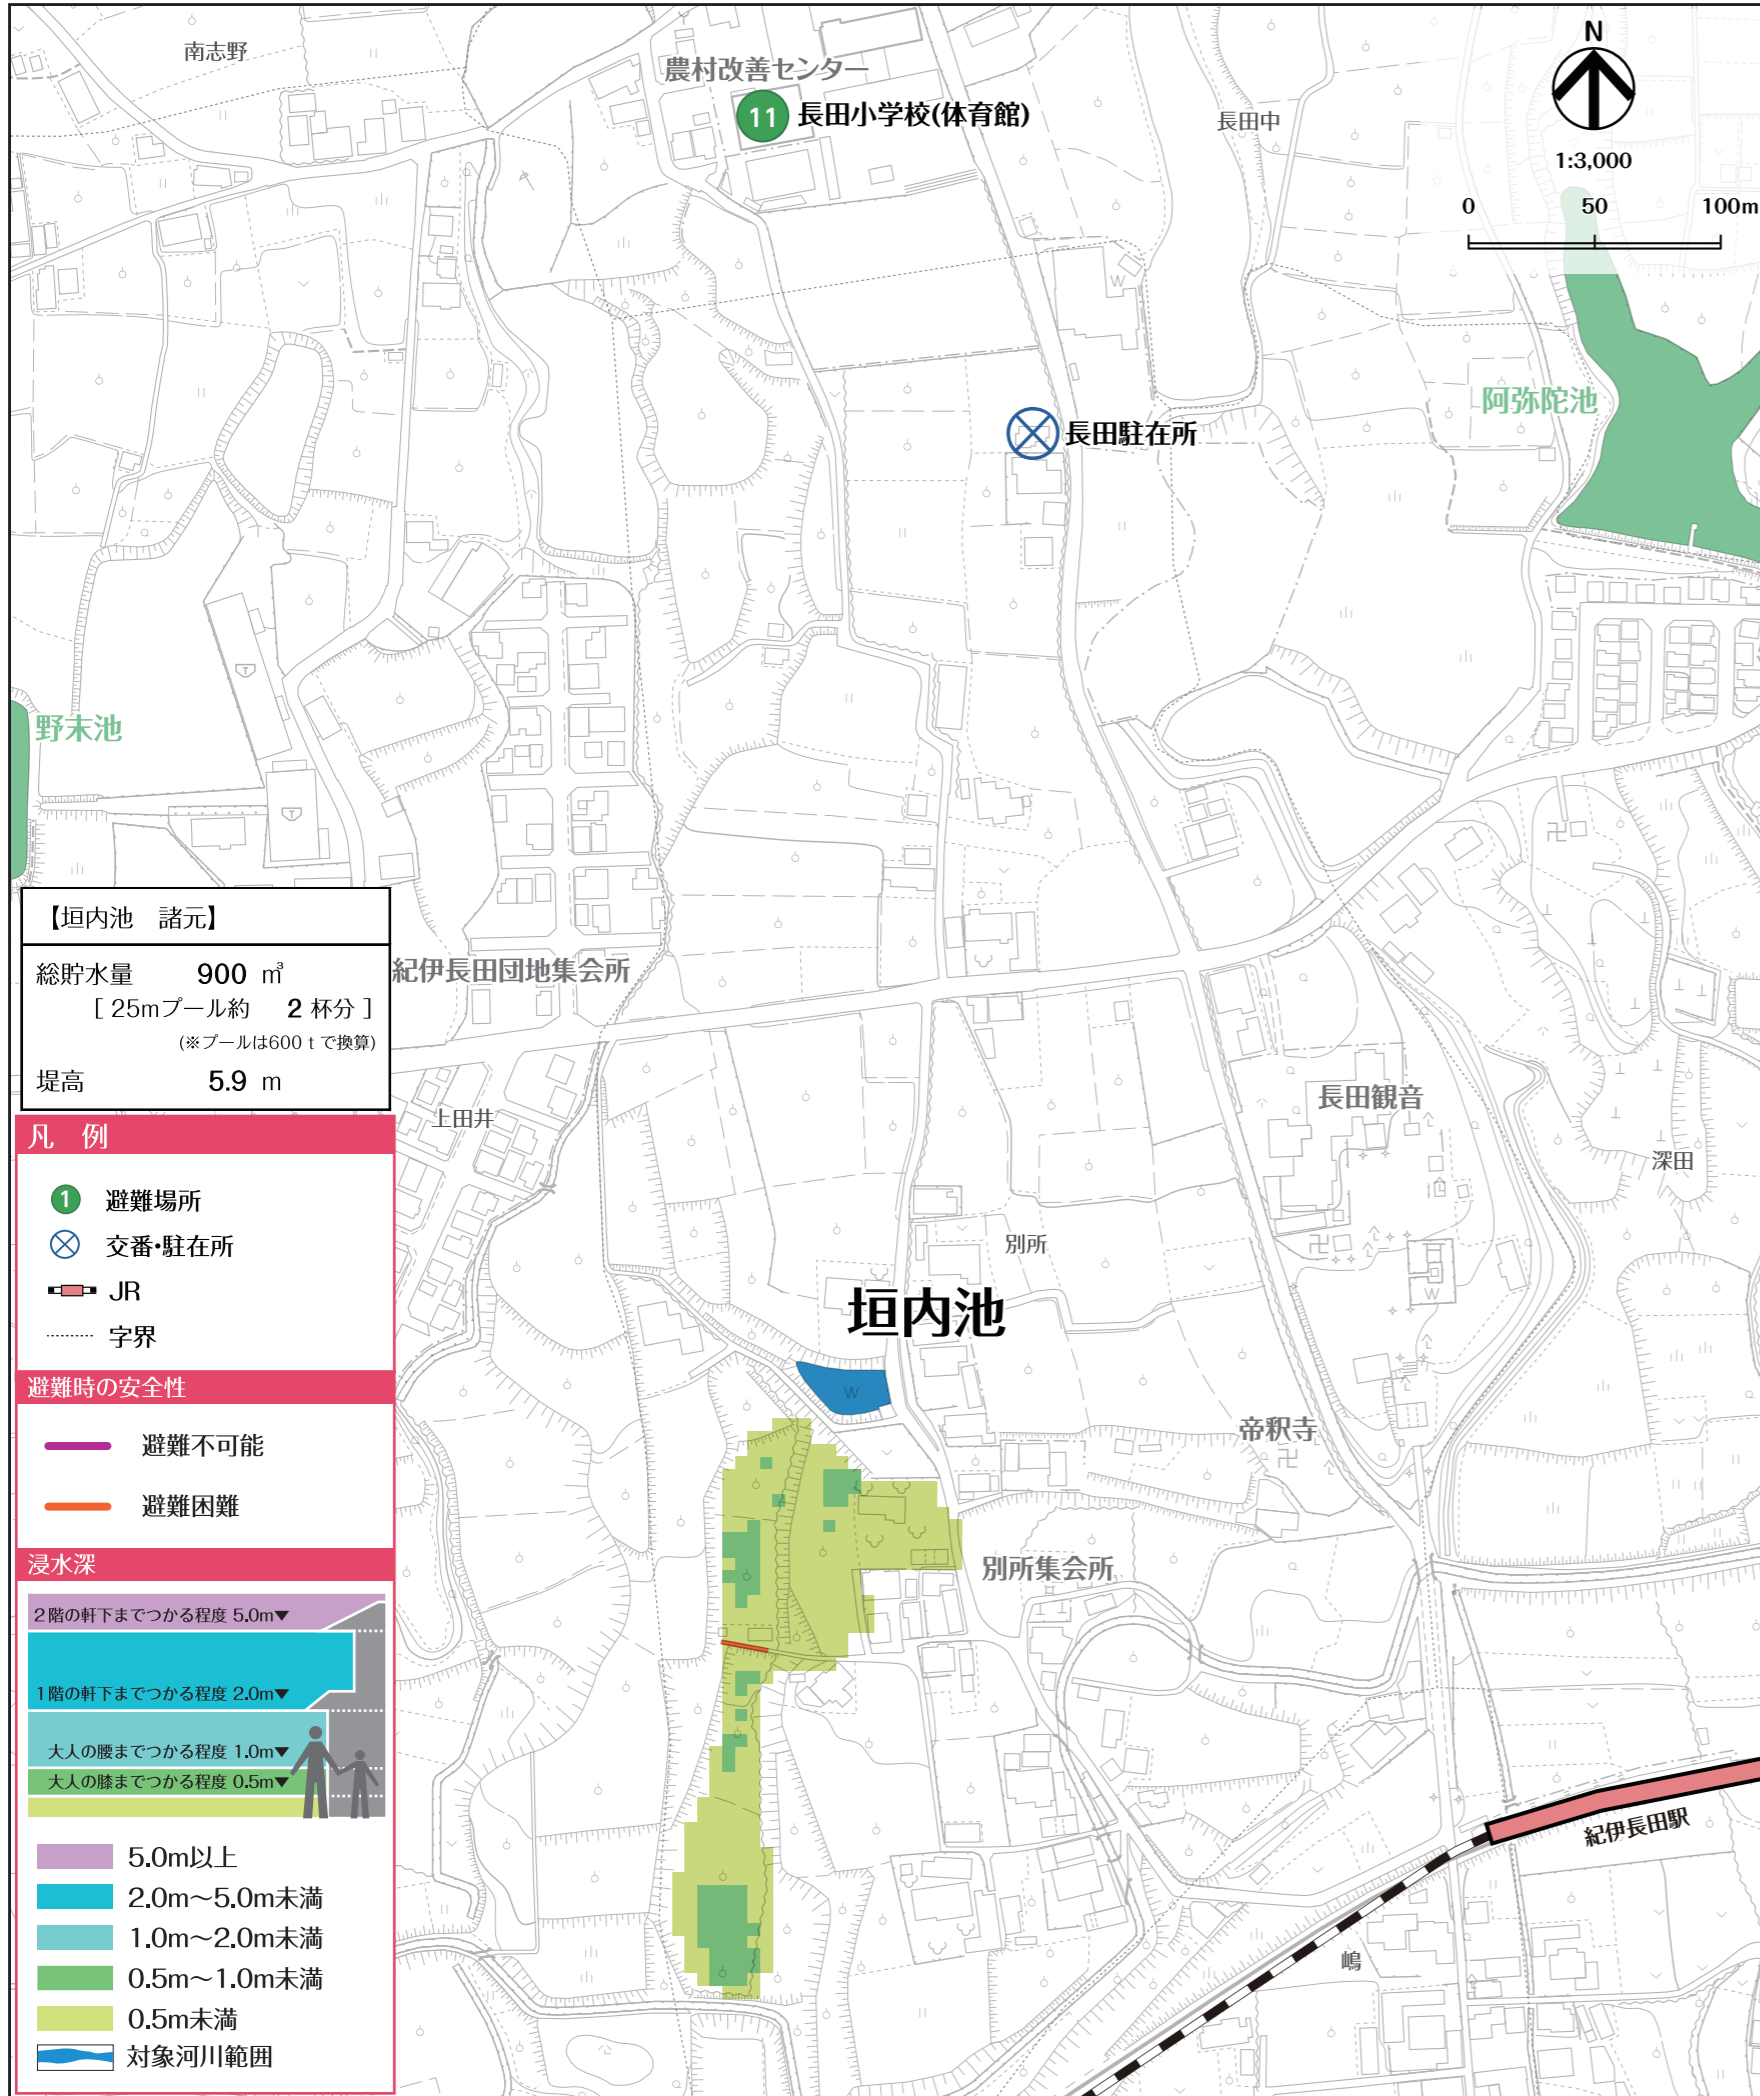 南志野
農村改善センター
11 長田小学校(体育館)
長田中
N
1:3,000
0 50 100m
阿弥陀池
長田駐在所
野末池
【垣内池 諸元】
総貯水量 900 ㎥
[ 25mプール約 2 杯分 ]
(※プールは600 t で換算)
堤高 5.9 m
紀伊長田団地集会所
上田井
長田観音
深田
別所
垣内池
W
帝釈寺
別所集会所
紀伊長田駅
嶋
凡 例
1 避難場所
交番・駐在所
JR
字界
避難時の安全性
避難不可能
避難困難
浸水深
2階の軒下までつかる程度 5.0m▼
1階の軒下までつかる程度 2.0m▼
大人の腰までつかる程度 1.0m▼
大人の膝までつかる程度 0.5m▼
5.0m以上
2.0m〜5.0m未満
1.0m〜2.0m未満
0.5m〜1.0m未満
0.5m未満
対象河川範囲